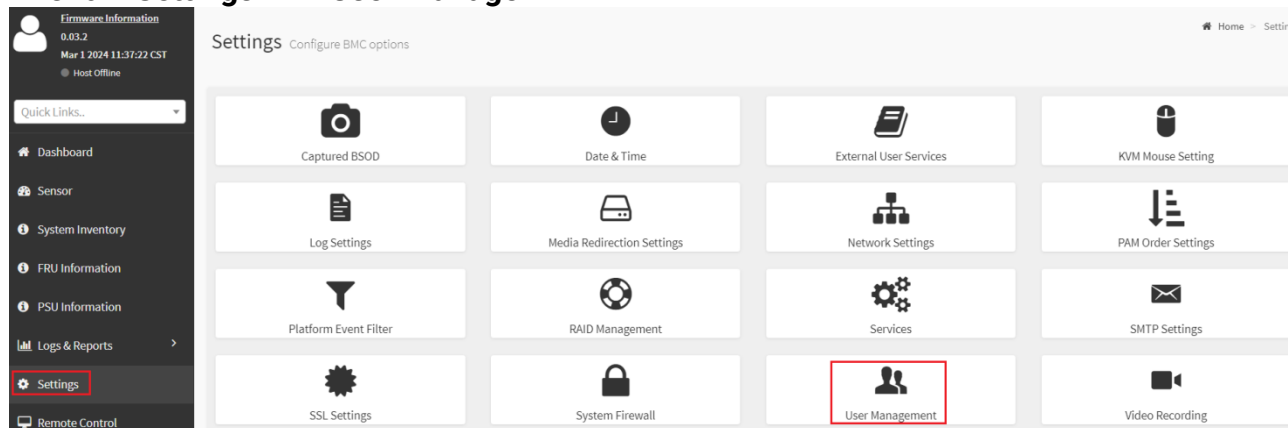 Firmware Information
0.03.2
Mar 1 2024 11:37:22 CST
Host Offline
Settings Configure BMC options
Home > Settin
Quick Links..
Dashboard
Sensor
System Inventory
FRU Information
PSU Information
Logs & Reports >
Settings
Remote Control
Captured BSOD
Date & Time
External User Services
KVM Mouse Setting
Log Settings
Media Redirection Settings
Network Settings
PAM Order Settings
Platform Event Filter
RAID Management
Services
SMTP Settings
SSL Settings
System Firewall
User Management
Video Recording